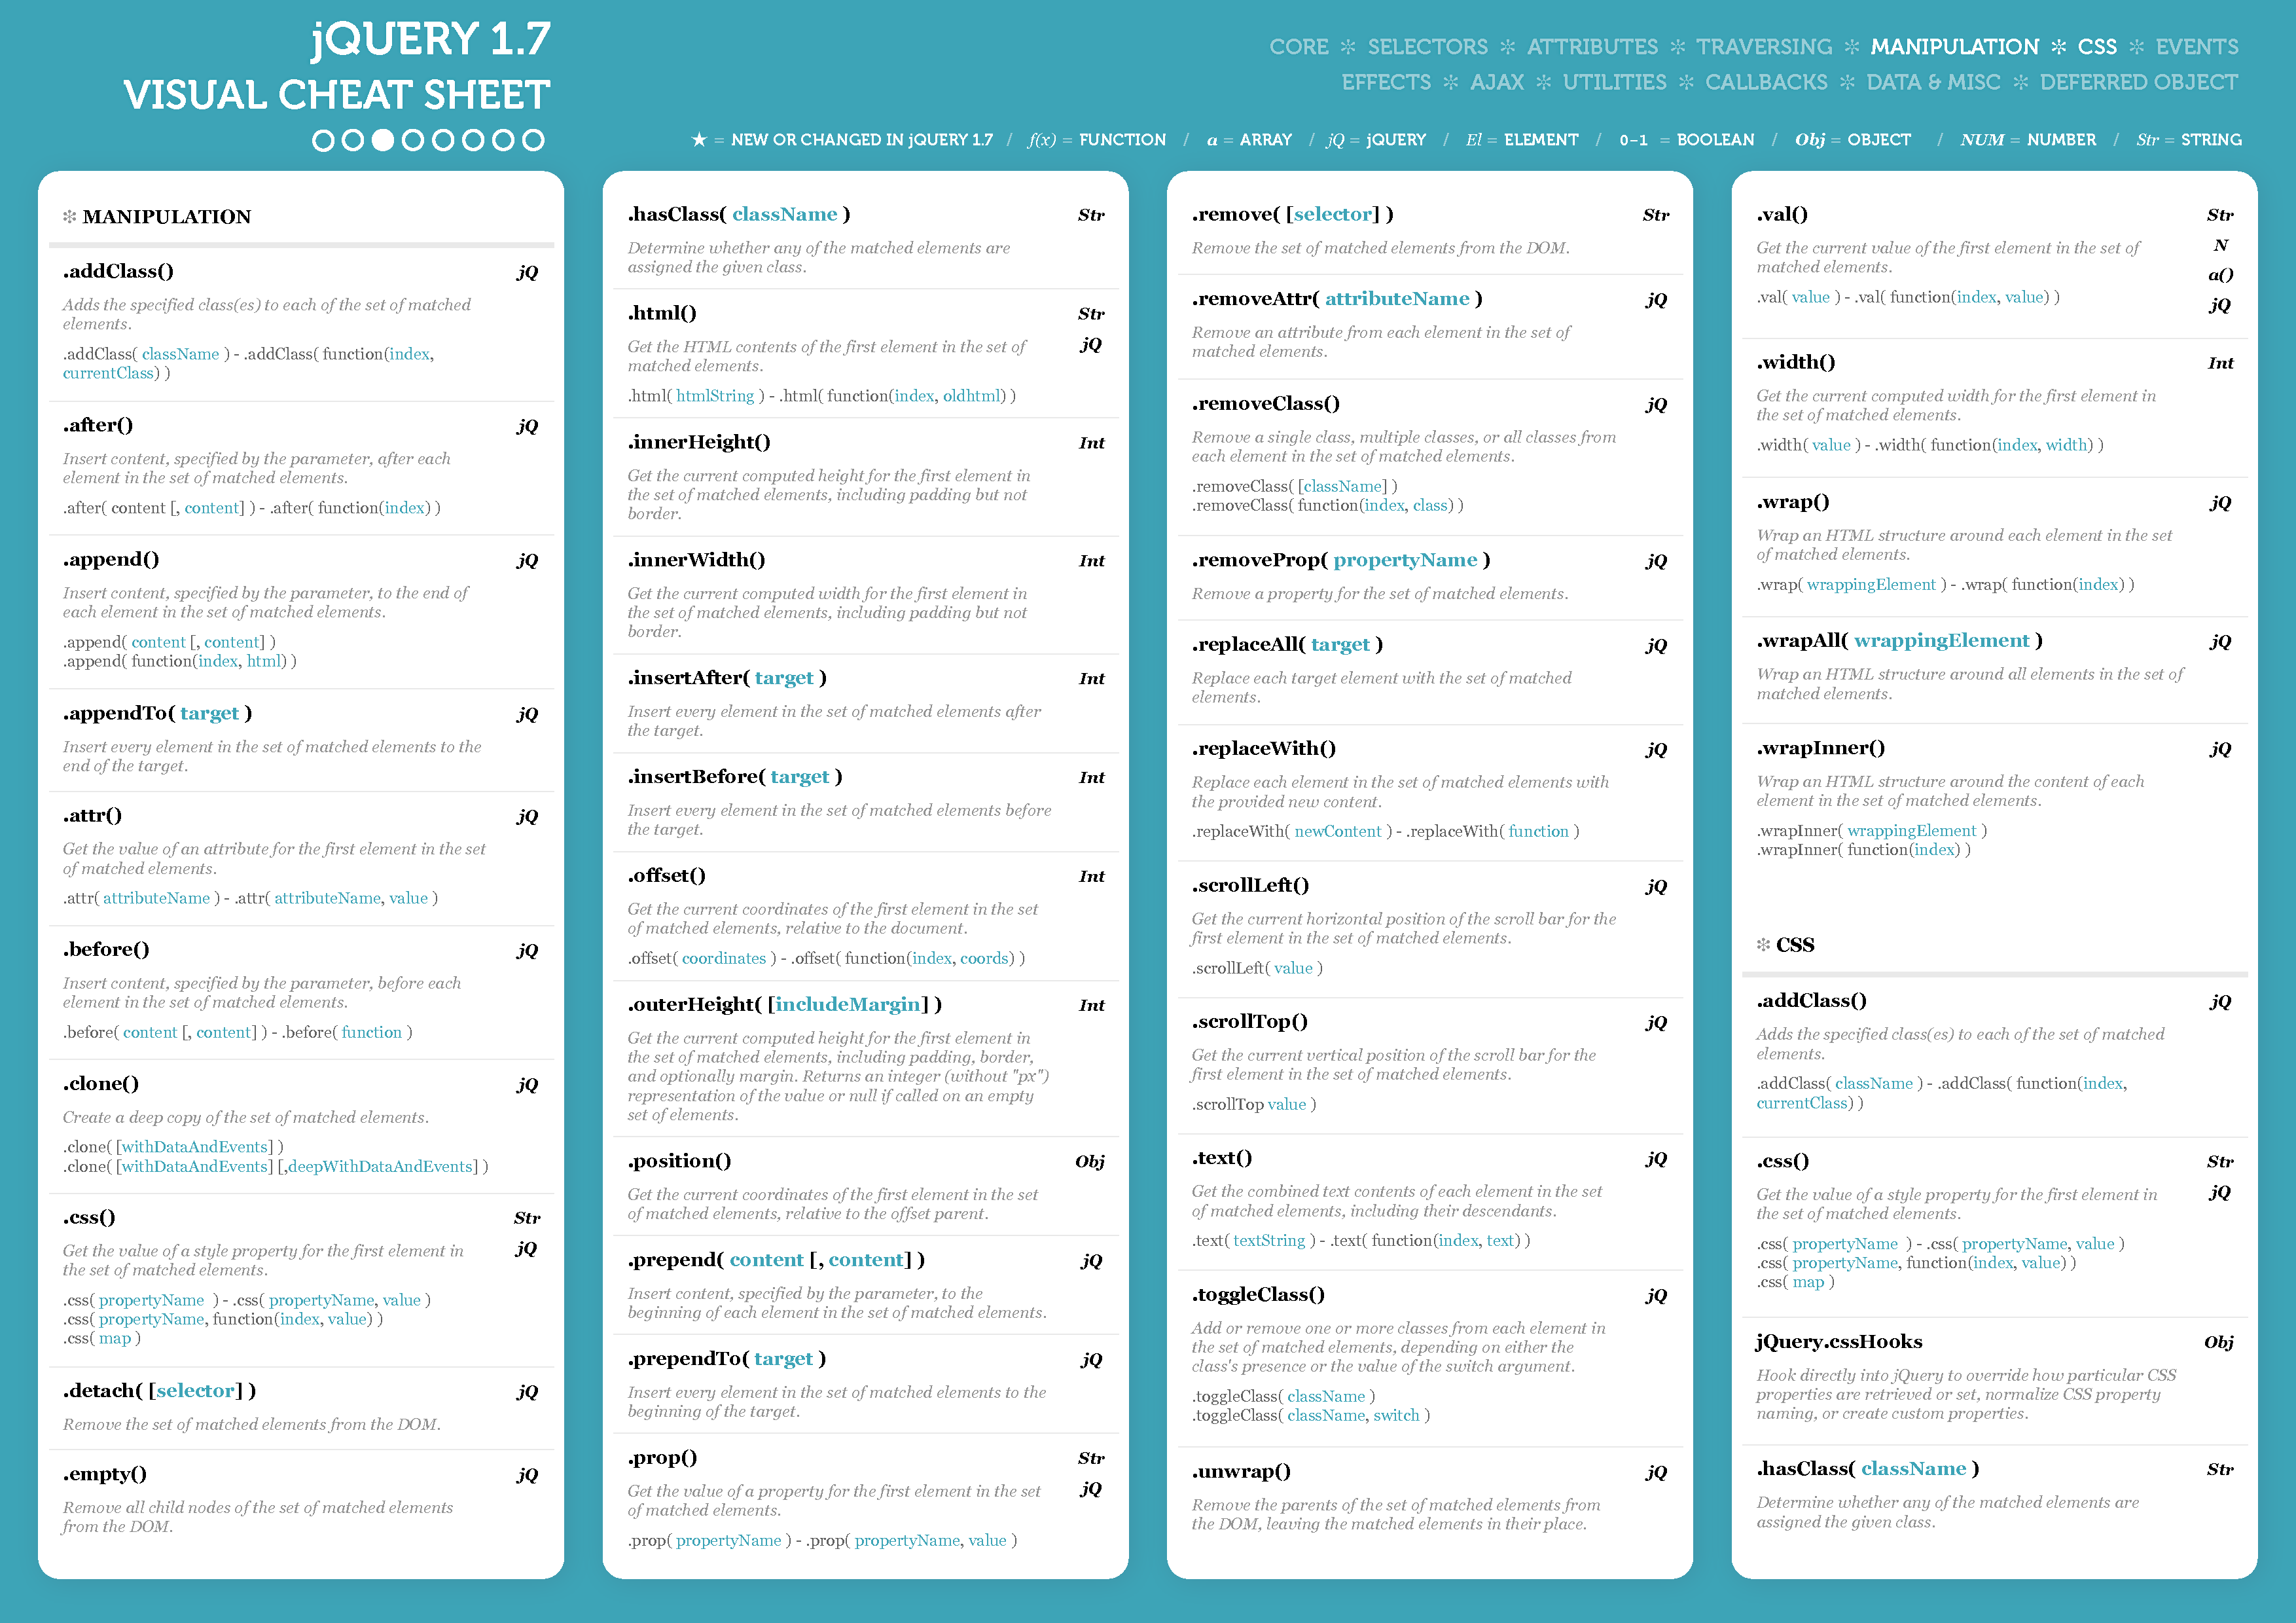 jQUERY 1.7
VISUAL CHEAT SHEET
CORE ✻ SELECTORS ✻ ATTRIBUTES ✻ TRAVERSING ✻ MANIPULATION ✻ CSS ✻ EVENTS
EFFECTS ✻ AJAX ✻ UTILITIES ✻ CALLBACKS ✻ DATA & MISC ✻ DEFERRED OBJECT
★ = NEW OR CHANGED IN jQUERY 1.7 / f(x) = FUNCTION / a = ARRAY / jQ = jQUERY / El = ELEMENT / 0-1 = BOOLEAN / Obj = OBJECT / NUM = NUMBER / Str = STRING
✻ MANIPULATION
.addClass() jQ
Adds the specified class(es) to each of the set of matched
elements.
.addClass( className ) - .addClass( function(index,
currentClass) )
.after() jQ
Insert content, specified by the parameter, after each
element in the set of matched elements.
.after( content [, content] ) - .after( function(index) )
.append() jQ
Insert content, specified by the parameter, to the end of
each element in the set of matched elements.
.append( content [, content] )
.append( function(index, html) )
.appendTo( target ) jQ
Insert every element in the set of matched elements to the
end of the target.
.attr() jQ
Get the value of an attribute for the first element in the set
of matched elements.
.attr( attributeName ) - .attr( attributeName, value )
.before() jQ
Insert content, specified by the parameter, before each
element in the set of matched elements.
.before( content [, content] ) - .before( function )
.clone() jQ
Create a deep copy of the set of matched elements.
.clone( [withDataAndEvents] )
.clone( [withDataAndEvents] [,deepWithDataAndEvents] )
.css() Str
jQ
Get the value of a style property for the first element in
the set of matched elements.
.css( propertyName ) - .css( propertyName, value )
.css( propertyName, function(index, value) )
.css( map )
.detach( [selector] ) jQ
Remove the set of matched elements from the DOM.
.empty() jQ
Remove all child nodes of the set of matched elements
from the DOM.
.hasClass( className ) Str
Determine whether any of the matched elements are
assigned the given class.
.html() Str
jQ
Get the HTML contents of the first element in the set of
matched elements.
.html( htmlString ) - .html( function(index, oldhtml) )
.innerHeight() Int
Get the current computed height for the first element in
the set of matched elements, including padding but not
border.
.innerWidth() Int
Get the current computed width for the first element in
the set of matched elements, including padding but not
border.
.insertAfter( target ) Int
Insert every element in the set of matched elements after
the target.
.insertBefore( target ) Int
Insert every element in the set of matched elements before
the target.
.offset() Int
Get the current coordinates of the first element in the set
of matched elements, relative to the document.
.offset( coordinates ) - .offset( function(index, coords) )
.outerHeight( [includeMargin] ) Int
Get the current computed height for the first element in
the set of matched elements, including padding, border,
and optionally margin. Returns an integer (without "px")
representation of the value or null if called on an empty
set of elements.
.position() Obj
Get the current coordinates of the first element in the set
of matched elements, relative to the offset parent.
.prepend( content [, content] ) jQ
Insert content, specified by the parameter, to the
beginning of each element in the set of matched elements.
.prependTo( target ) jQ
Insert every element in the set of matched elements to the
beginning of the target.
.prop() Str
jQ
Get the value of a property for the first element in the set
of matched elements.
.prop( propertyName ) - .prop( propertyName, value )
.remove( [selector] ) Str
Remove the set of matched elements from the DOM.
.removeAttr( attributeName ) jQ
Remove an attribute from each element in the set of
matched elements.
.removeClass() jQ
Remove a single class, multiple classes, or all classes from
each element in the set of matched elements.
.removeClass( [className] )
.removeClass( function(index, class) )
.removeProp( propertyName ) jQ
Remove a property for the set of matched elements.
.replaceAll( target ) jQ
Replace each target element with the set of matched
elements.
.replaceWith() jQ
Replace each element in the set of matched elements with
the provided new content.
.replaceWith( newContent ) - .replaceWith( function )
.scrollLeft() jQ
Get the current horizontal position of the scroll bar for the
first element in the set of matched elements.
.scrollLeft( value )
.scrollTop() jQ
Get the current vertical position of the scroll bar for the
first element in the set of matched elements.
.scrollTop value )
.text() jQ
Get the combined text contents of each element in the set
of matched elements, including their descendants.
.text( textString ) - .text( function(index, text) )
.toggleClass() jQ
Add or remove one or more classes from each element in
the set of matched elements, depending on either the
class's presence or the value of the switch argument.
.toggleClass( className )
.toggleClass( className, switch )
.unwrap() jQ
Remove the parents of the set of matched elements from
the DOM, leaving the matched elements in their place.
.val() Str
N
a()
jQ
Get the current value of the first element in the set of
matched elements.
.val( value ) - .val( function(index, value) )
.width() Int
Get the current computed width for the first element in
the set of matched elements.
.width( value ) - .width( function(index, width) )
.wrap() jQ
Wrap an HTML structure around each element in the set
of matched elements.
.wrap( wrappingElement ) - .wrap( function(index) )
.wrapAll( wrappingElement ) jQ
Wrap an HTML structure around all elements in the set of
matched elements.
.wrapInner() jQ
Wrap an HTML structure around the content of each
element in the set of matched elements.
.wrapInner( wrappingElement )
.wrapInner( function(index) )
✻ CSS
.addClass() jQ
Adds the specified class(es) to each of the set of matched
elements.
.addClass( className ) - .addClass( function(index,
currentClass) )
.css() Str
jQ
Get the value of a style property for the first element in
the set of matched elements.
.css( propertyName ) - .css( propertyName, value )
.css( propertyName, function(index, value) )
.css( map )
jQuery.cssHooks Obj
Hook directly into jQuery to override how particular CSS
properties are retrieved or set, normalize CSS property
naming, or create custom properties.
.hasClass( className ) Str
Determine whether any of the matched elements are
assigned the given class.